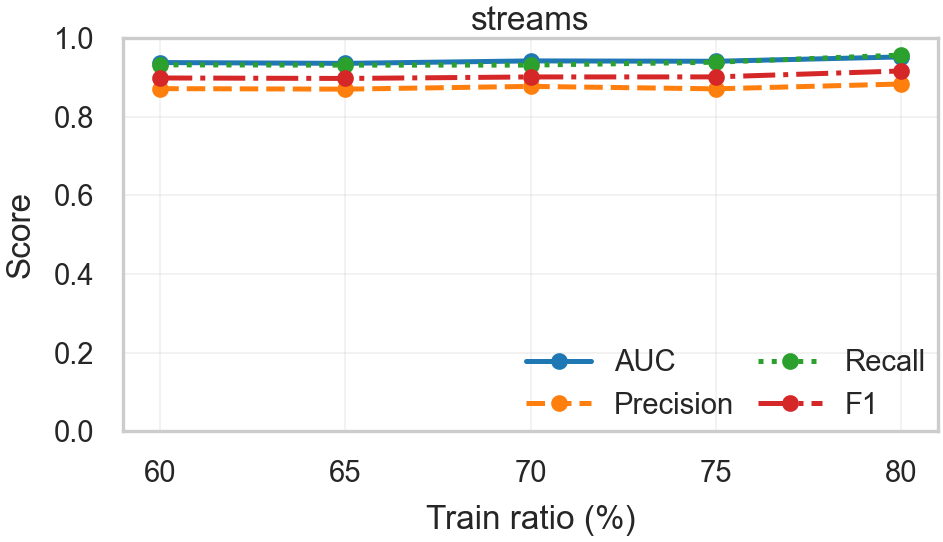 streams
1.0
0.8
0.6
0.4
0.2
0.0
Score
AUC
Precision
Recall
F1
60 65 70 75 80
Train ratio (%)